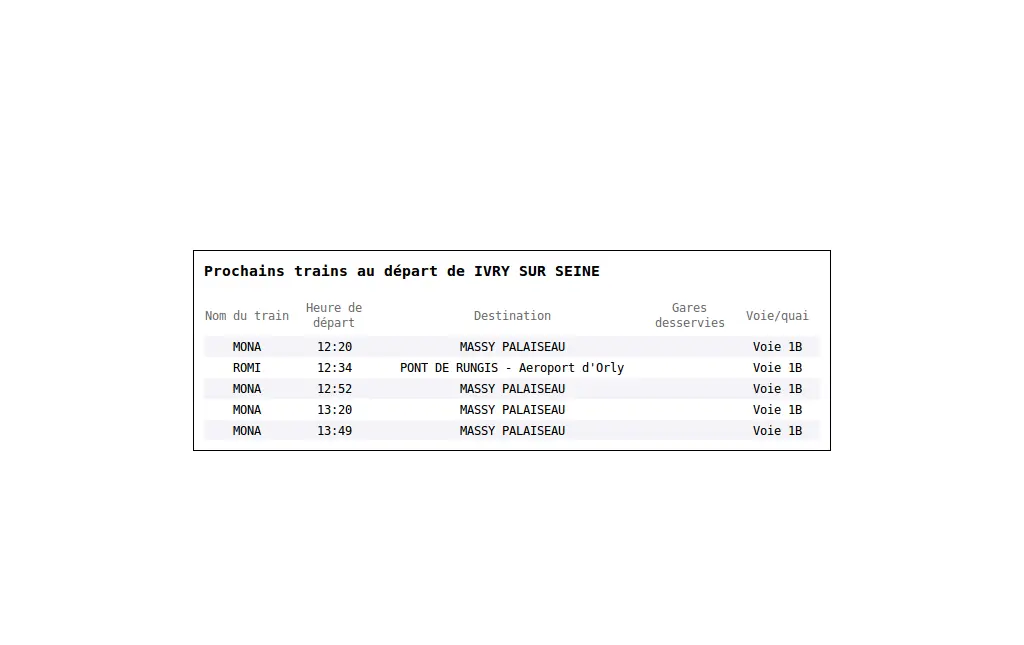 Prochains trains au départ de IVRY SUR SEINE
Nom du train Heure de départ Destination Gares desservies Voie/quai
MONA 12:20 MASSY PALAISEAU Voie 1B
ROMI 12:34 PONT DE RUNGIS - Aeroport d'Orly Voie 1B
MONA 12:52 MASSY PALAISEAU Voie 1B
MONA 13:20 MASSY PALAISEAU Voie 1B
MONA 13:49 MASSY PALAISEAU Voie 1B